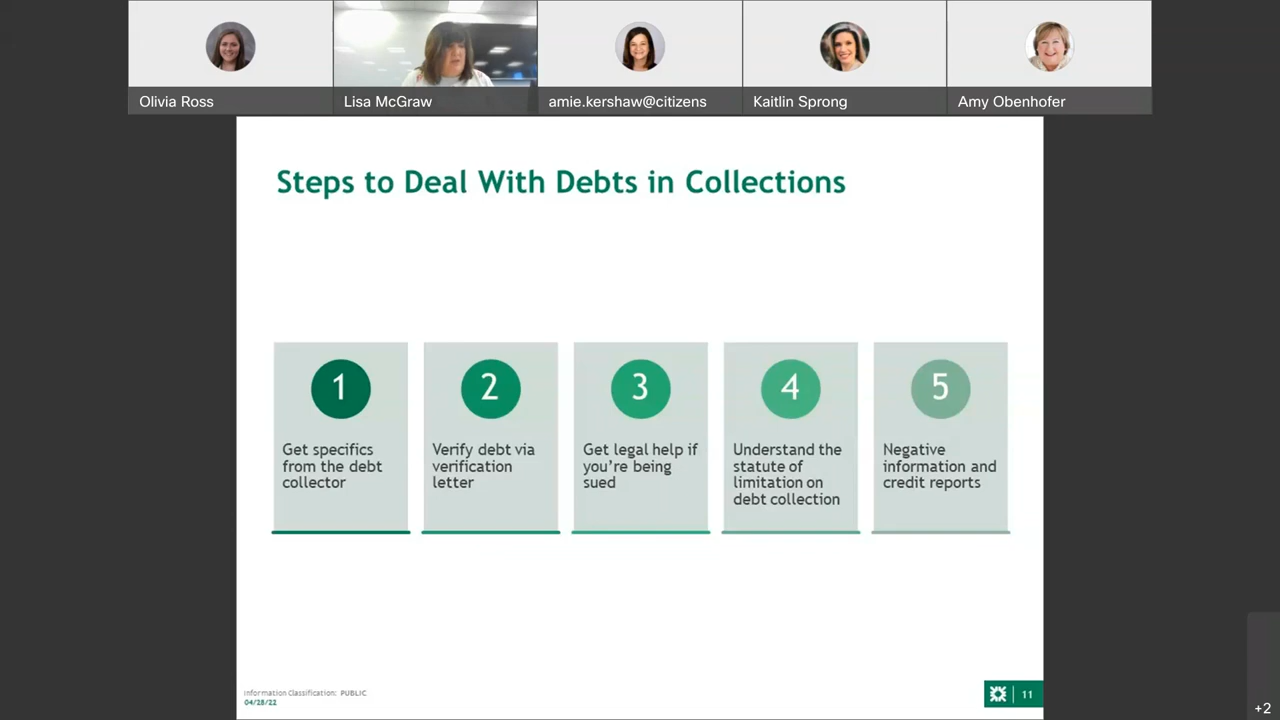 Olivia Ross
Lisa McGraw
amie.kershaw@citizens
Kaitlin Sprong
Amy Obenhofer
Steps to Deal With Debts in Collections
1
Get specifics
from the debt
collector
2
Verify debt via
verification
letter
3
Get legal help if
you're being
sued
4
Understand the
statute of
limitation on
debt collection
5
Negative
information and
credit reports
Information Classification: PUBLIC
04/28/22
11
+2